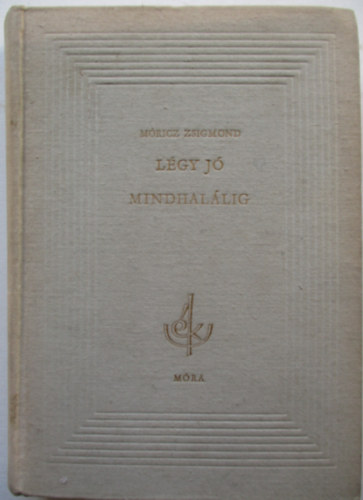 MÓRICZ ZSIGMOND
LÉGY JÓ
MINDHALÁLIG
MÓRA